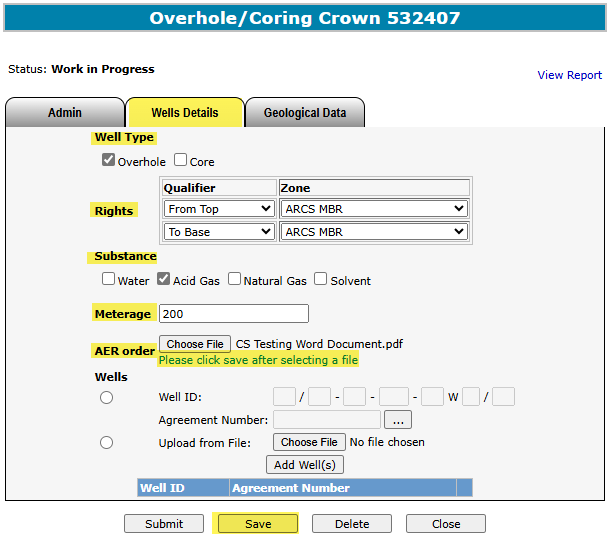 Overhole/Coring Crown 532407
Status: Work in Progress
View Report
Admin Wells Details Geological Data
Well Type
Overhole Core
Qualifier Zone
Rights From Top ARCS MBR
To Base ARCS MBR
Substance
Water Acid Gas Natural Gas Solvent
Meterage 200
AER order Choose File CS Testing Word Document.pdf
Please click save after selecting a file
Wells
Well ID: / - - - W /
Agreement Number: ...
Upload from File: Choose File No file chosen
Add Well(s)
Well ID Agreement Number
Submit Save Delete Close